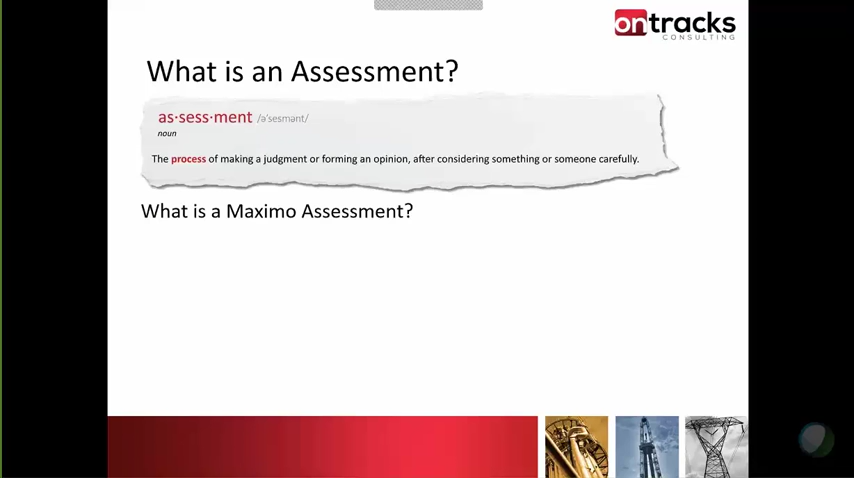 ontracks
CONSULTING
What is an Assessment?
as·sess·ment /ə'sesmənt/
noun
The process of making a judgment or forming an opinion, after considering something or someone carefully.
What is a Maximo Assessment?